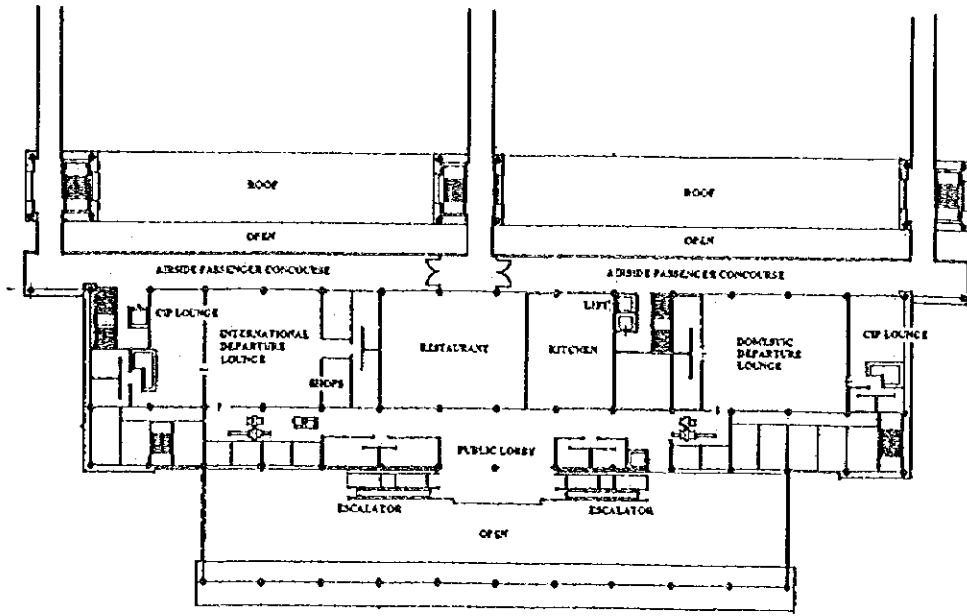 ROOF
ROOF
OPEN
OPEN
AIRSIDE PASSENGER CONCOURSE
AIRSIDE PASSENGER CONCOURSE
CIP LOUNGE
INTERNATIONAL
DEPARTURE
LOUNGE
SHOPS
RESTAURANT
KITCHEN
LIFT
DOMESTIC
DEPARTURE
LOUNGE
CIP LOUNGE
PUBLIC LOBBY
ESCALATOR
ESCALATOR
OPEN